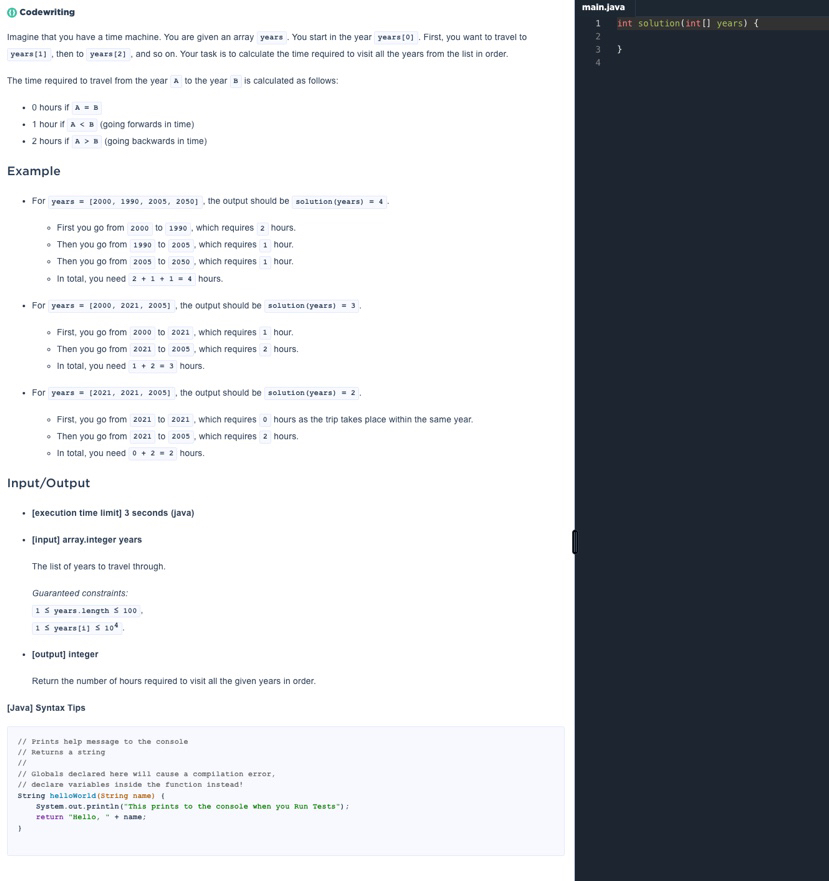 Codewriting
Imagine that you have a time machine. You are given an array years . You start in the year years[0] . First, you want to travel to
years[1] , then to years[2] , and so on. Your task is to calculate the time required to visit all the years from the list in order.
The time required to travel from the year A to the year B is calculated as follows:
• 0 hours if A = B
• 1 hour if A < B (going forwards in time)
• 2 hours if A > B (going backwards in time)
Example
• For years = [2000, 1990, 2005, 2050] , the output should be solution(years) = 4 .
◦ First you go from 2000 to 1990 , which requires 2 hours.
◦ Then you go from 1990 to 2005 , which requires 1 hour.
◦ Then you go from 2005 to 2050 , which requires 1 hour.
◦ In total, you need 2 + 1 + 1 = 4 hours.
• For years = [2000, 2021, 2005] , the output should be solution(years) = 3 .
◦ First, you go from 2000 to 2021 , which requires 1 hour.
◦ Then you go from 2021 to 2005 , which requires 2 hours.
◦ In total, you need 1 + 2 = 3 hours.
• For years = [2021, 2021, 2005] , the output should be solution(years) = 2 .
◦ First, you go from 2021 to 2021 , which requires 0 hours as the trip takes place within the same year.
◦ Then you go from 2021 to 2005 , which requires 2 hours.
◦ In total, you need 0 + 2 = 2 hours.
Input/Output
• [execution time limit] 3 seconds (java)
• [input] array.integer years
The list of years to travel through.
Guaranteed constraints:
1 ≤ years.length ≤ 100 ,
1 ≤ years[i] ≤ 10⁴ .
• [output] integer
Return the number of hours required to visit all the given years in order.
[Java] Syntax Tips
// Prints help message to the console
// Returns a string
//
// Globals declared here will cause a compilation error,
// declare variables inside the function instead!
String helloWorld(String name) {
    System.out.println("This prints to the console when you Run Tests");
    return "Hello, " + name;
}
main.java
1 int solution(int[] years) {
2
3 }
4